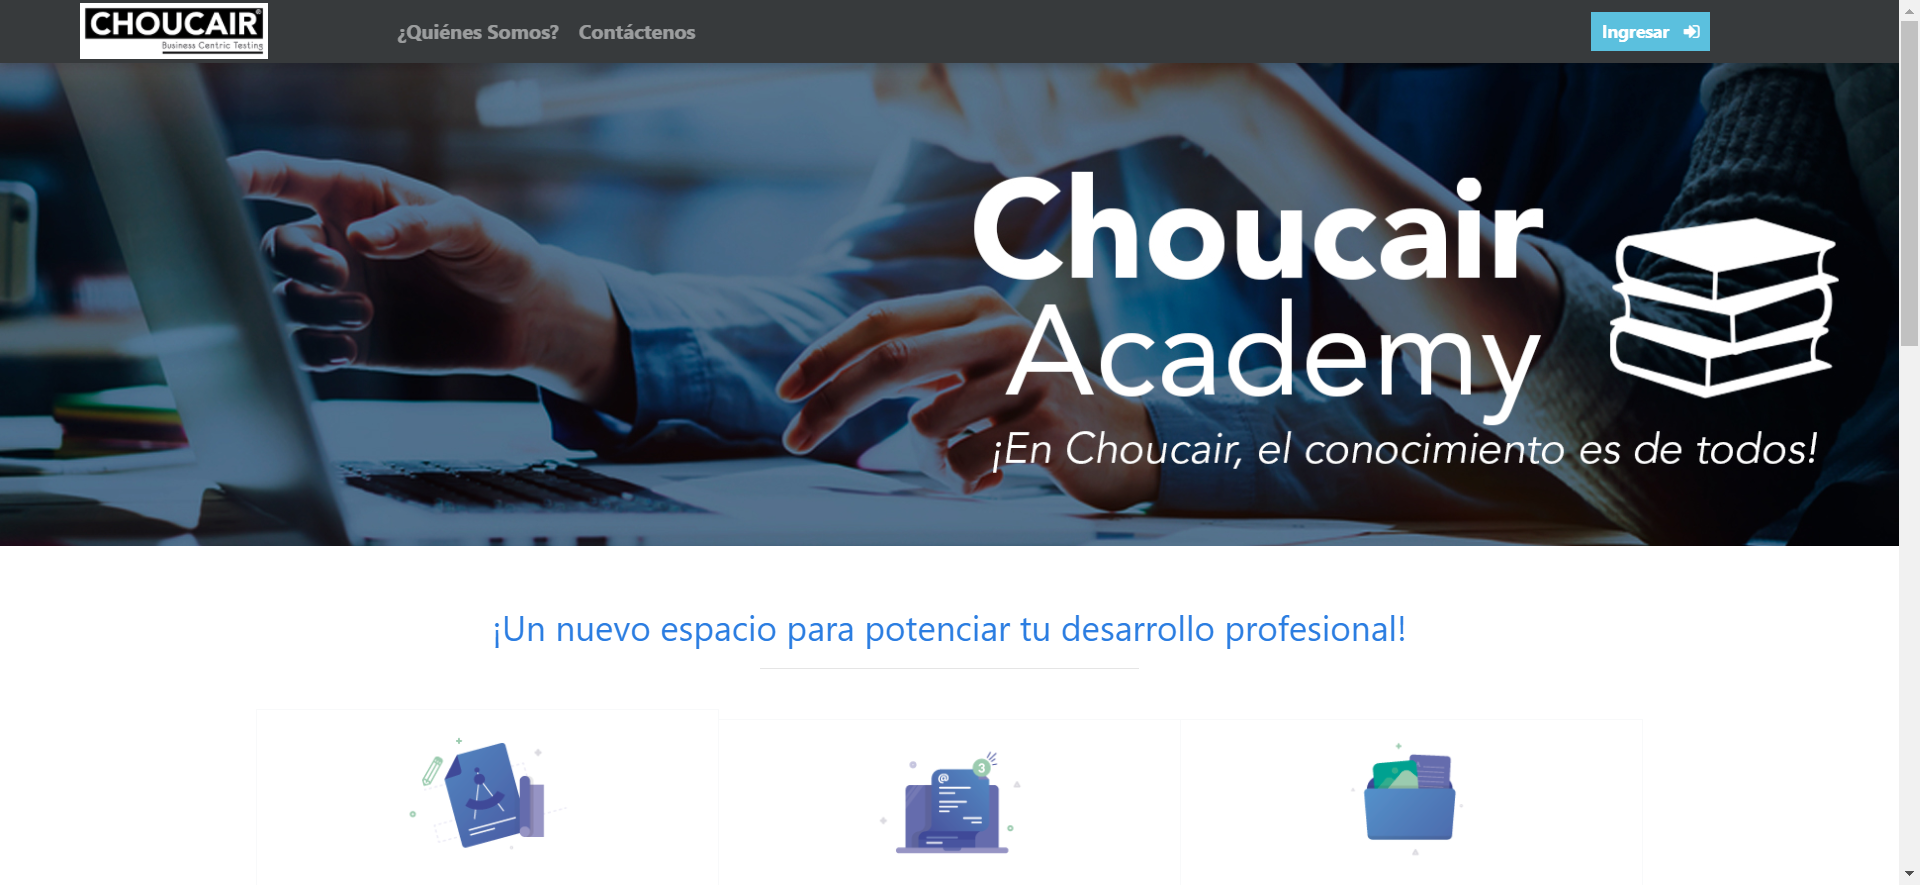 CHOUCAIR®
Business Centric Testing
¿Quiénes Somos?
Contáctenos
Ingresar
Choucair
Academy
¡En Choucair, el conocimiento es de todos!
¡Un nuevo espacio para potenciar tu desarrollo profesional!
@
3